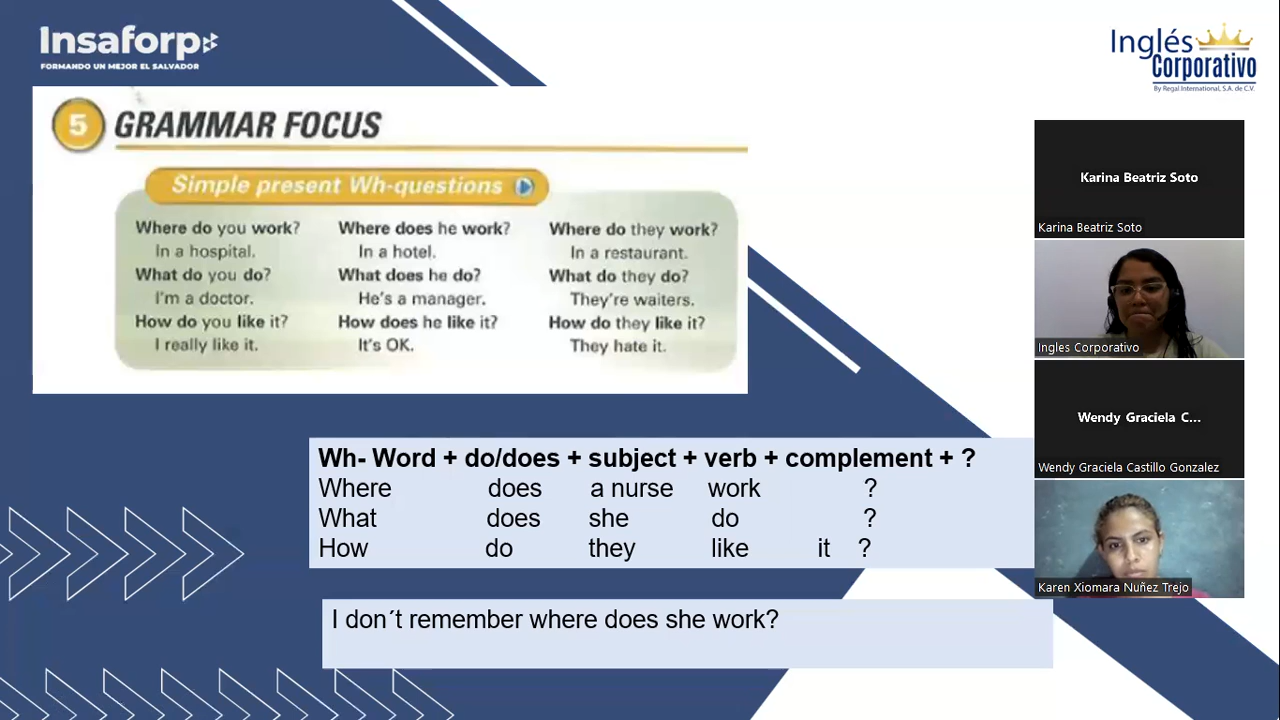 Insaforp
FORMANDO UN MEJOR EL SALVADOR
Inglés
Corporativo
By Regal International, S.A. de C.V.
5 GRAMMAR FOCUS
Simple present Wh-questions
Where do you work? Where does he work? Where do they work?
In a hospital. In a hotel. In a restaurant.
What do you do? What does he do? What do they do?
I'm a doctor. He's a manager. They're waiters.
How do you like it? How does he like it? How do they like it?
I really like it. It's OK. They hate it.
Wh- Word + do/does + subject + verb + complement + ?
Where does a nurse work ?
What does she do ?
How do they like it ?
I don´t remember where does she work?
Karina Beatriz Soto
Karina Beatriz Soto
Ingles Corporativo
Wendy Graciela C...
Wendy Graciela Castillo Gonzalez
Karen Xiomara Nuñez Trejo